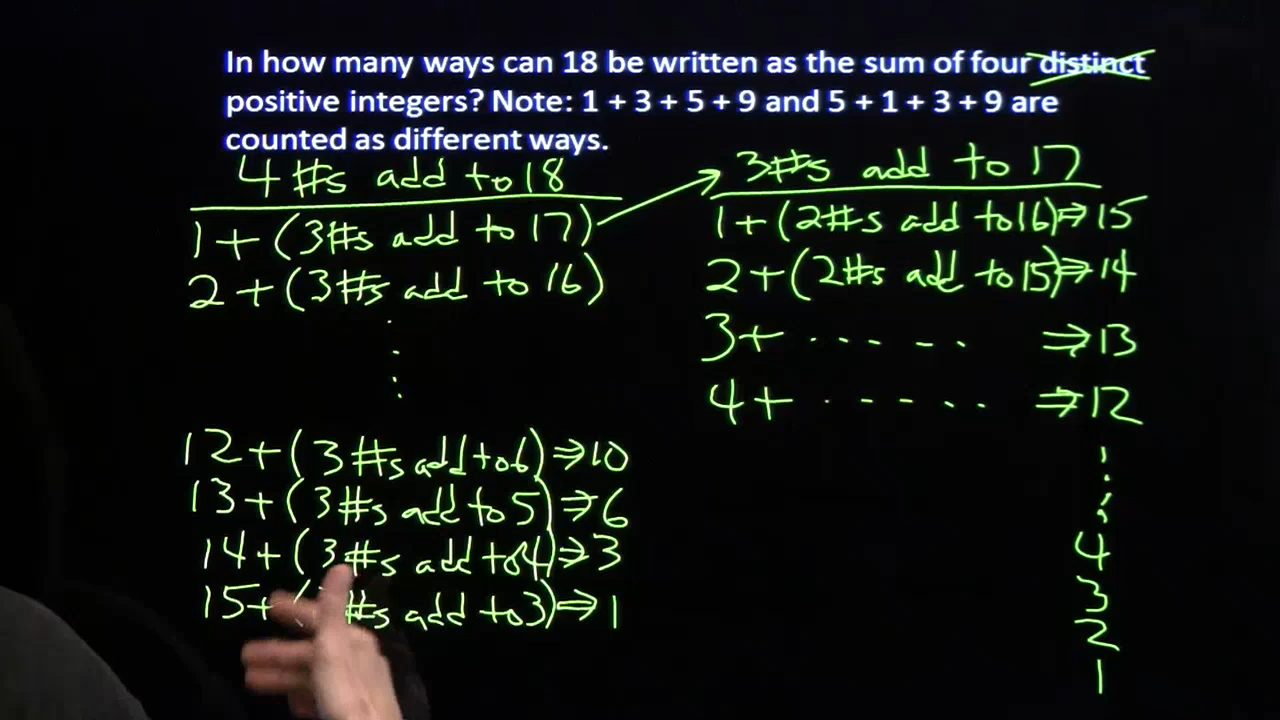 In how many ways can 18 be written as the sum of four distinct
positive integers? Note: 1 + 3 + 5 + 9 and 5 + 1 + 3 + 9 are
counted as different ways.
4 #s add to 18
1 + (3 #s add to 17)
2 + (3 #s add to 16)
⋮
12 + (3 #s add to 6) ⇒ 10
13 + (3 #s add to 5) ⇒ 6
14 + (3 #s add to 4) ⇒ 3
15 + ( #s add to 3) ⇒ 1
3 #s add to 17
1 + (2 #s add to 16) ⇒ 15
2 + (2 #s add to 15) ⇒ 14
3 + ..... ⇒ 13
4 + ..... ⇒ 12
⋮
4
3
2
1